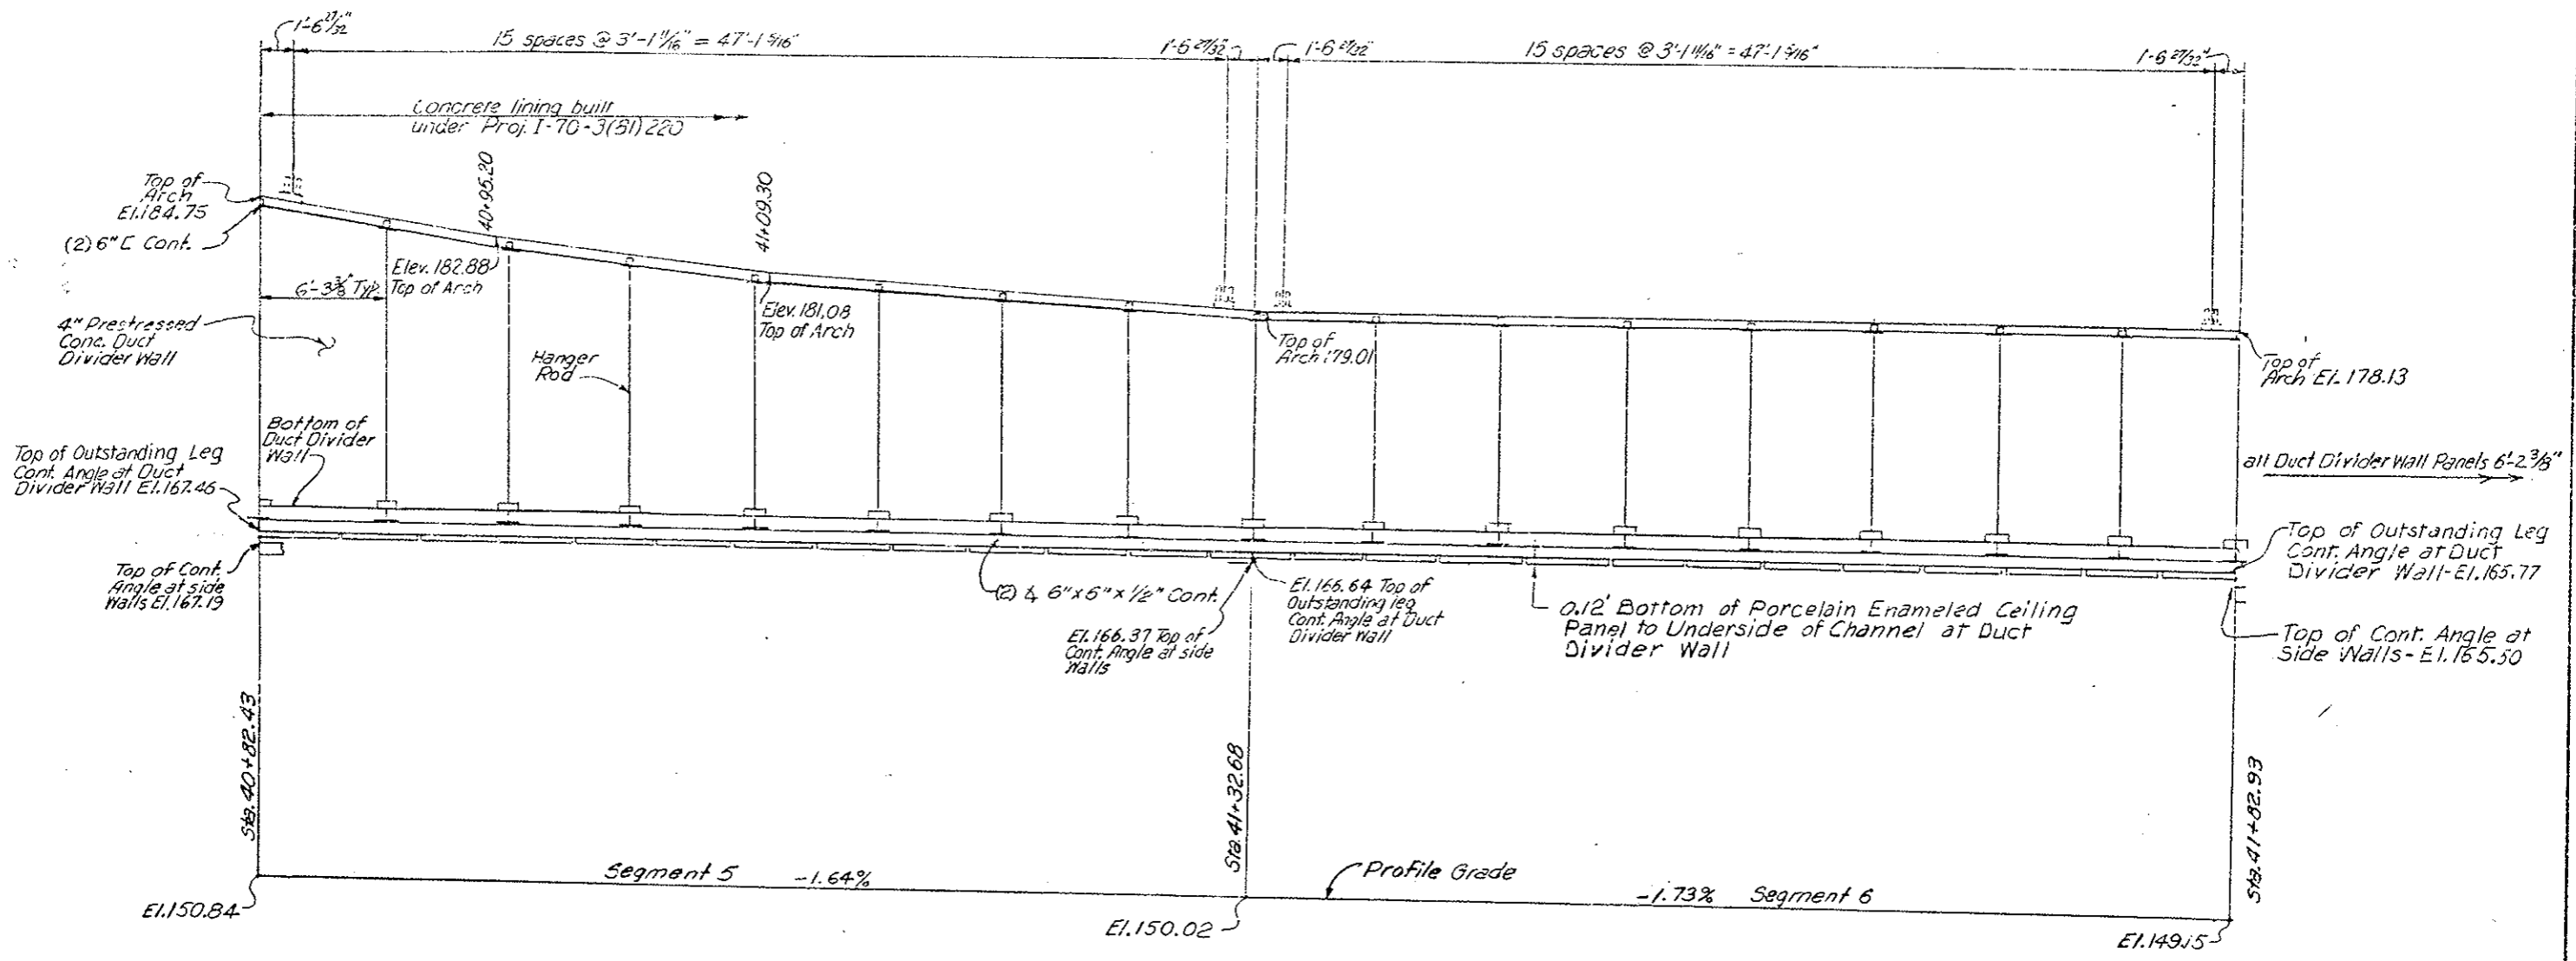 1'-6 27/32"
15 spaces @ 3'-1 11/16" = 47'-1 5/16"
1'-6 27/32"
1'-6 27/32"
15 spaces @ 3'-1 11/16" = 47'-1 5/16"
1'-6 27/32"
Concrete lining built
under Proj. I-70-3(51)220
Top of
Arch
El.184.75
(2) 6" [ Cont.
40+95.20
41+09.30
Elev. 182.88
Top of Arch
6'-3 3/8" Typ.
Elev. 181.08
Top of Arch
4" Prestressed
Conc. Duct
Divider Wall
Hanger
Rod
Top of
Arch 179.01
Top of
Arch El. 178.13
Bottom of
Duct Divider
Wall
Top of Outstanding Leg
Cont. Angle at Duct
Divider Wall El.167.46
all Duct Divider Wall Panels 6'-2 3/8"
Top of Cont.
Angle at side
Walls El.167.19
(2) ∠ 6"x6"x1/2" Cont.
El.166.37 Top of
Cont. Angle at side
Walls
El.166.64 Top of
Outstanding leg
Cont. Angle at Duct
Divider Wall
0.12' Bottom of Porcelain Enameled Ceiling
Panel to Underside of Channel at Duct
Divider Wall
Top of Outstanding Leg
Cont. Angle at Duct
Divider Wall-El.165.77
Top of Cont. Angle at
Side Walls-El.165.50
Sta. 40+82.43
Sta. 41+32.68
Sta. 41+82.93
Segment 5 -1.64%
Profile Grade
-1.73% Segment 6
El.150.84
El.150.02
El.149.15